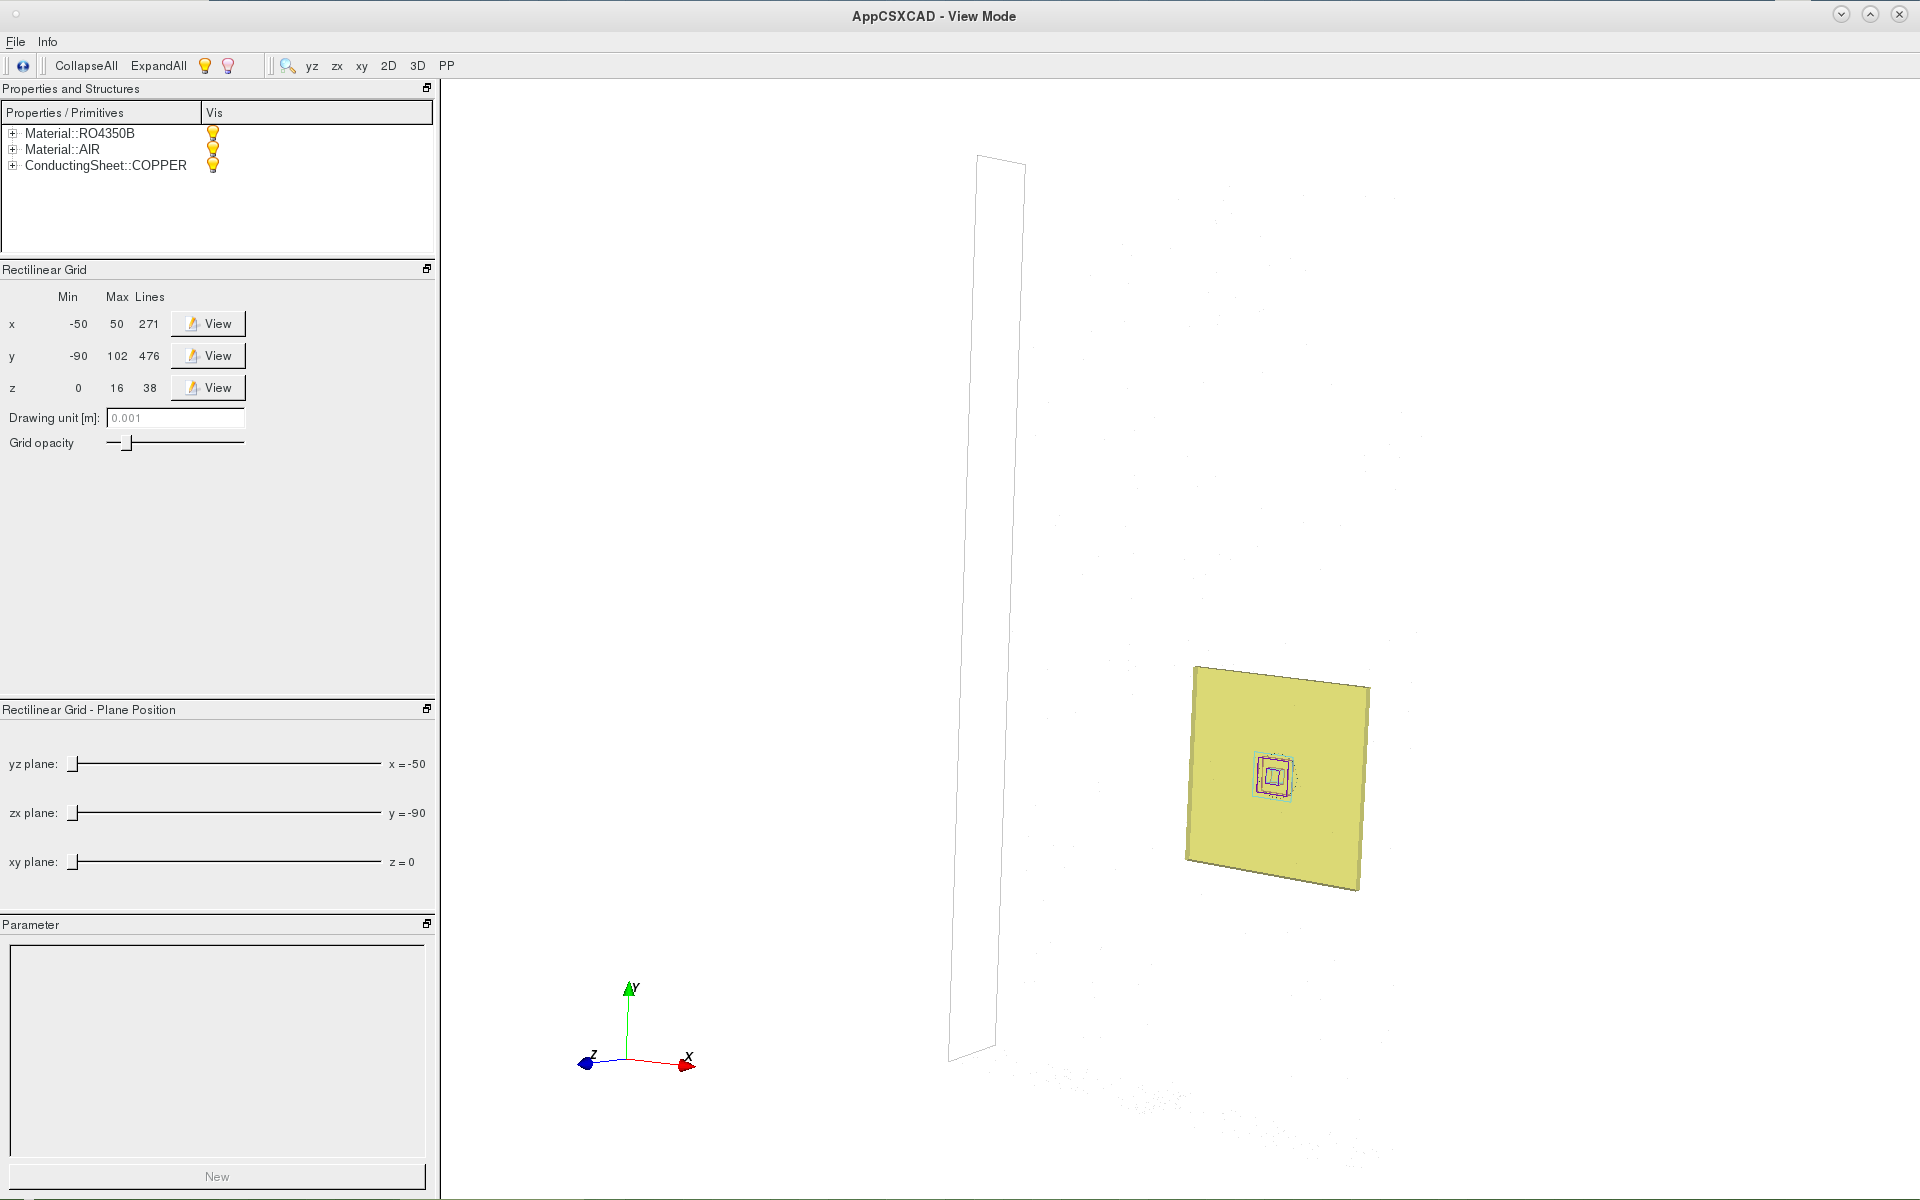 AppCSXCAD - View Mode
File Info
CollapseAll ExpandAll yz zx xy 2D 3D PP
Properties and Structures
Properties / Primitives Vis
Material::RO4350B
Material::AIR
ConductingSheet::COPPER
Rectilinear Grid
Min Max Lines
x -50 50 271 View
y -90 102 476 View
z 0 16 38 View
Drawing unit [m]: 0.001
Grid opacity
Rectilinear Grid - Plane Position
yz plane: x = -50
zx plane: y = -90
xy plane: z = 0
Parameter
New
Y
Z X